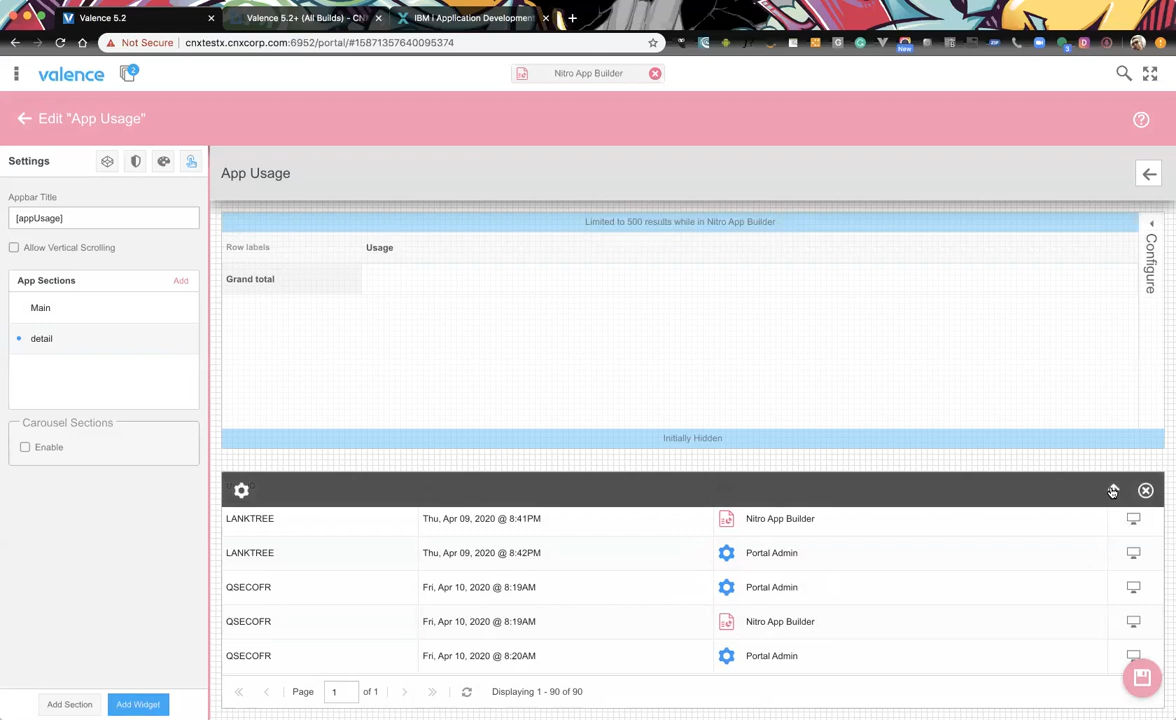 Valence 5.2
Valence 5.2+ (All Builds) - CN
IBM i Application Development
Not Secure
cnxtestx.cnxcorp.com:6952/portal/#15871357640095374
New
3
valence
2
Nitro App Builder
Edit "App Usage"
Settings
Appbar Title
[appUsage]
Allow Vertical Scrolling
App Sections
Add
Main
detail
Carousel Sections
Enable
Add Section
Add Widget
App Usage
Limited to 500 results while in Nitro App Builder
Row labels
Usage
Grand total
Configure
Initially Hidden
LANKTREE Thu, Apr 09, 2020 @ 8:41PM Nitro App Builder
LANKTREE Thu, Apr 09, 2020 @ 8:42PM Portal Admin
QSECOFR Fri, Apr 10, 2020 @ 8:19AM Portal Admin
QSECOFR Fri, Apr 10, 2020 @ 8:19AM Nitro App Builder
QSECOFR Fri, Apr 10, 2020 @ 8:20AM Portal Admin
Page 1 of 1 Displaying 1 - 90 of 90